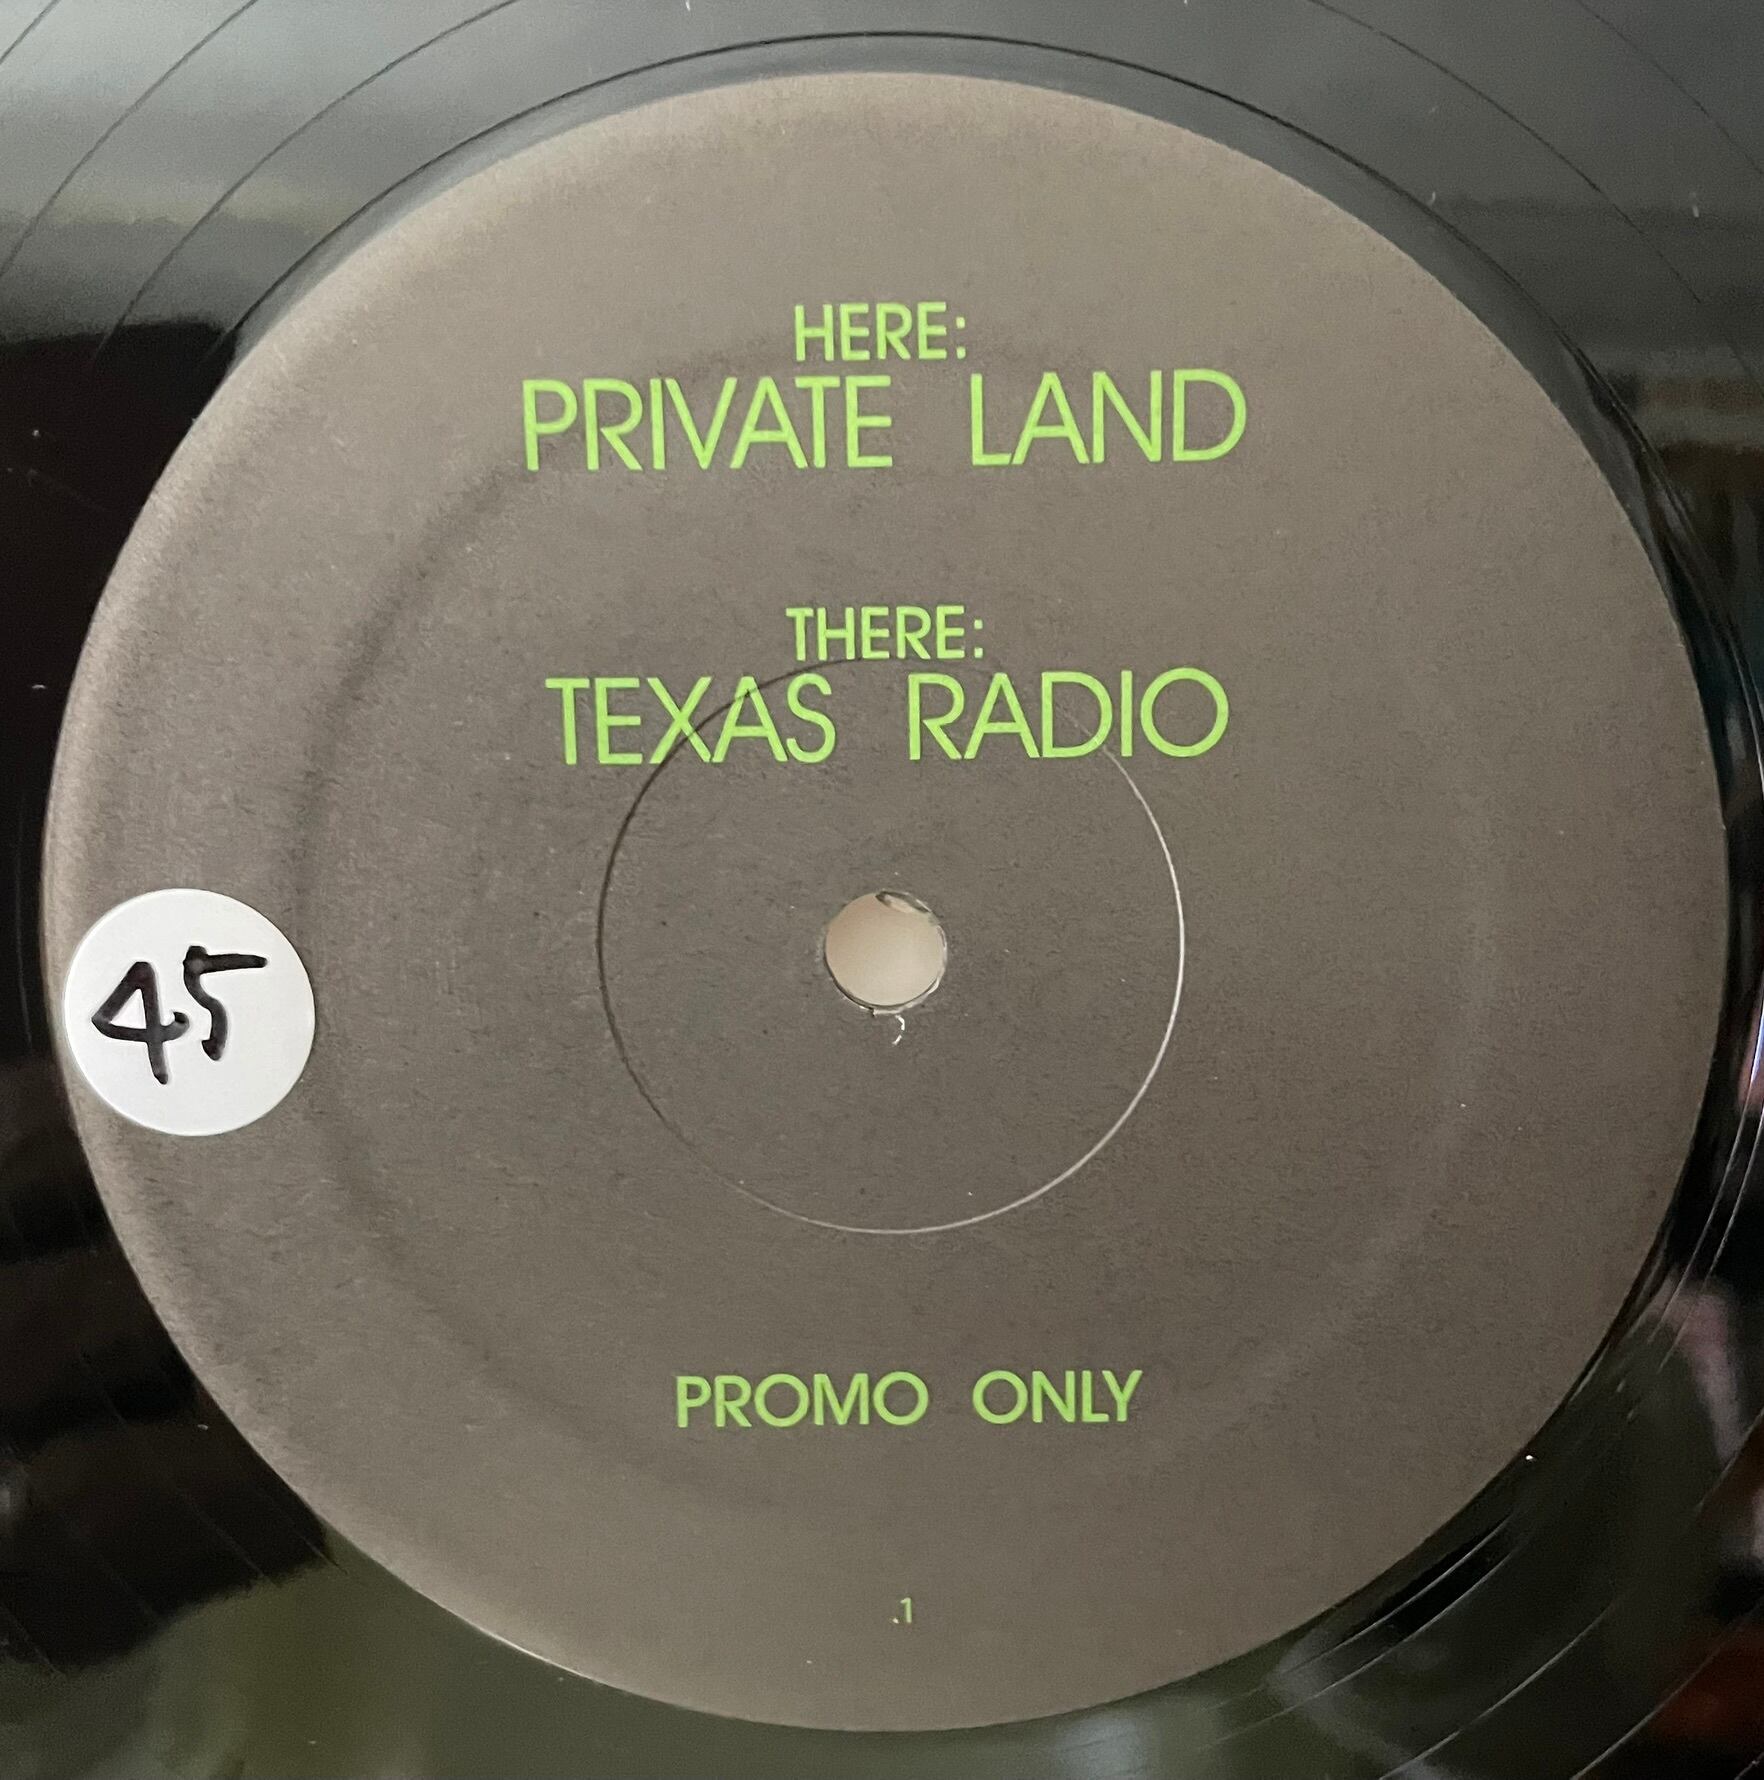 HERE:
PRIVATE LAND
THERE:
TEXAS RADIO
45
PROMO ONLY
.1